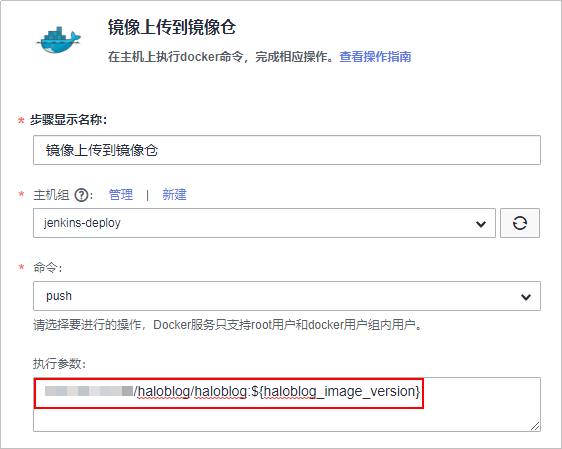 镜像上传到镜像仓
在主机上执行docker命令，完成相应操作。查看操作指南
* 步骤显示名称：
镜像上传到镜像仓
* 主机组 ?： 管理 | 新建
jenkins-deploy
* 命令：
push
请选择要进行的操作，Docker服务只支持root用户和docker用户组内用户。
执行参数：
/haloblog/haloblog:${haloblog_image_version}